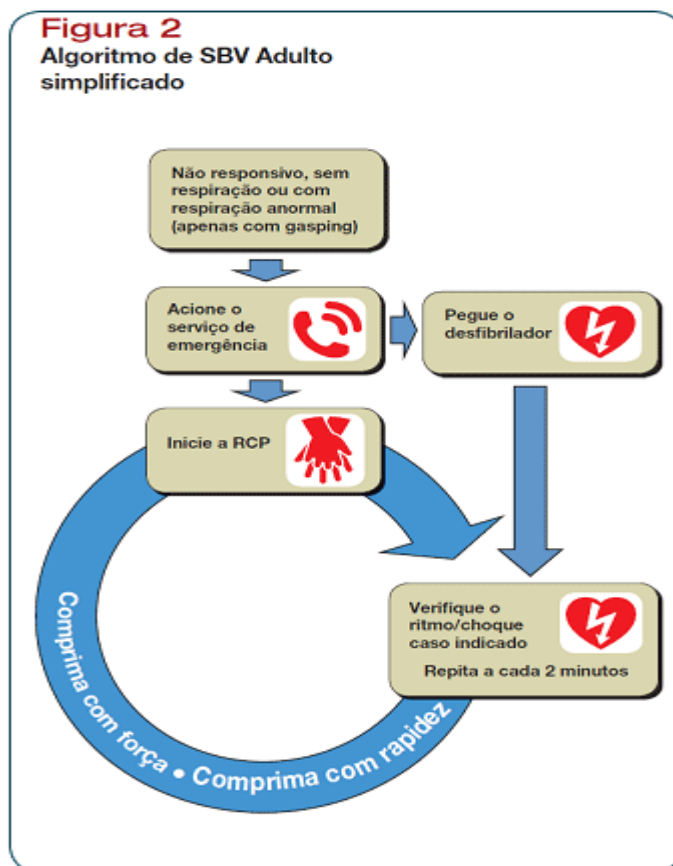 Figura 2
Algoritmo de SBV Adulto
simplificado
Não responsivo, sem
respiração ou com
respiração anormal
(apenas com gasping)
Acione o
serviço de
emergência
Pegue o
desfibrilador
Inicie a RCP
Verifique o
ritmo/choque
caso indicado
Repita a cada 2 minutos
Comprima com força • Comprima com rapidez